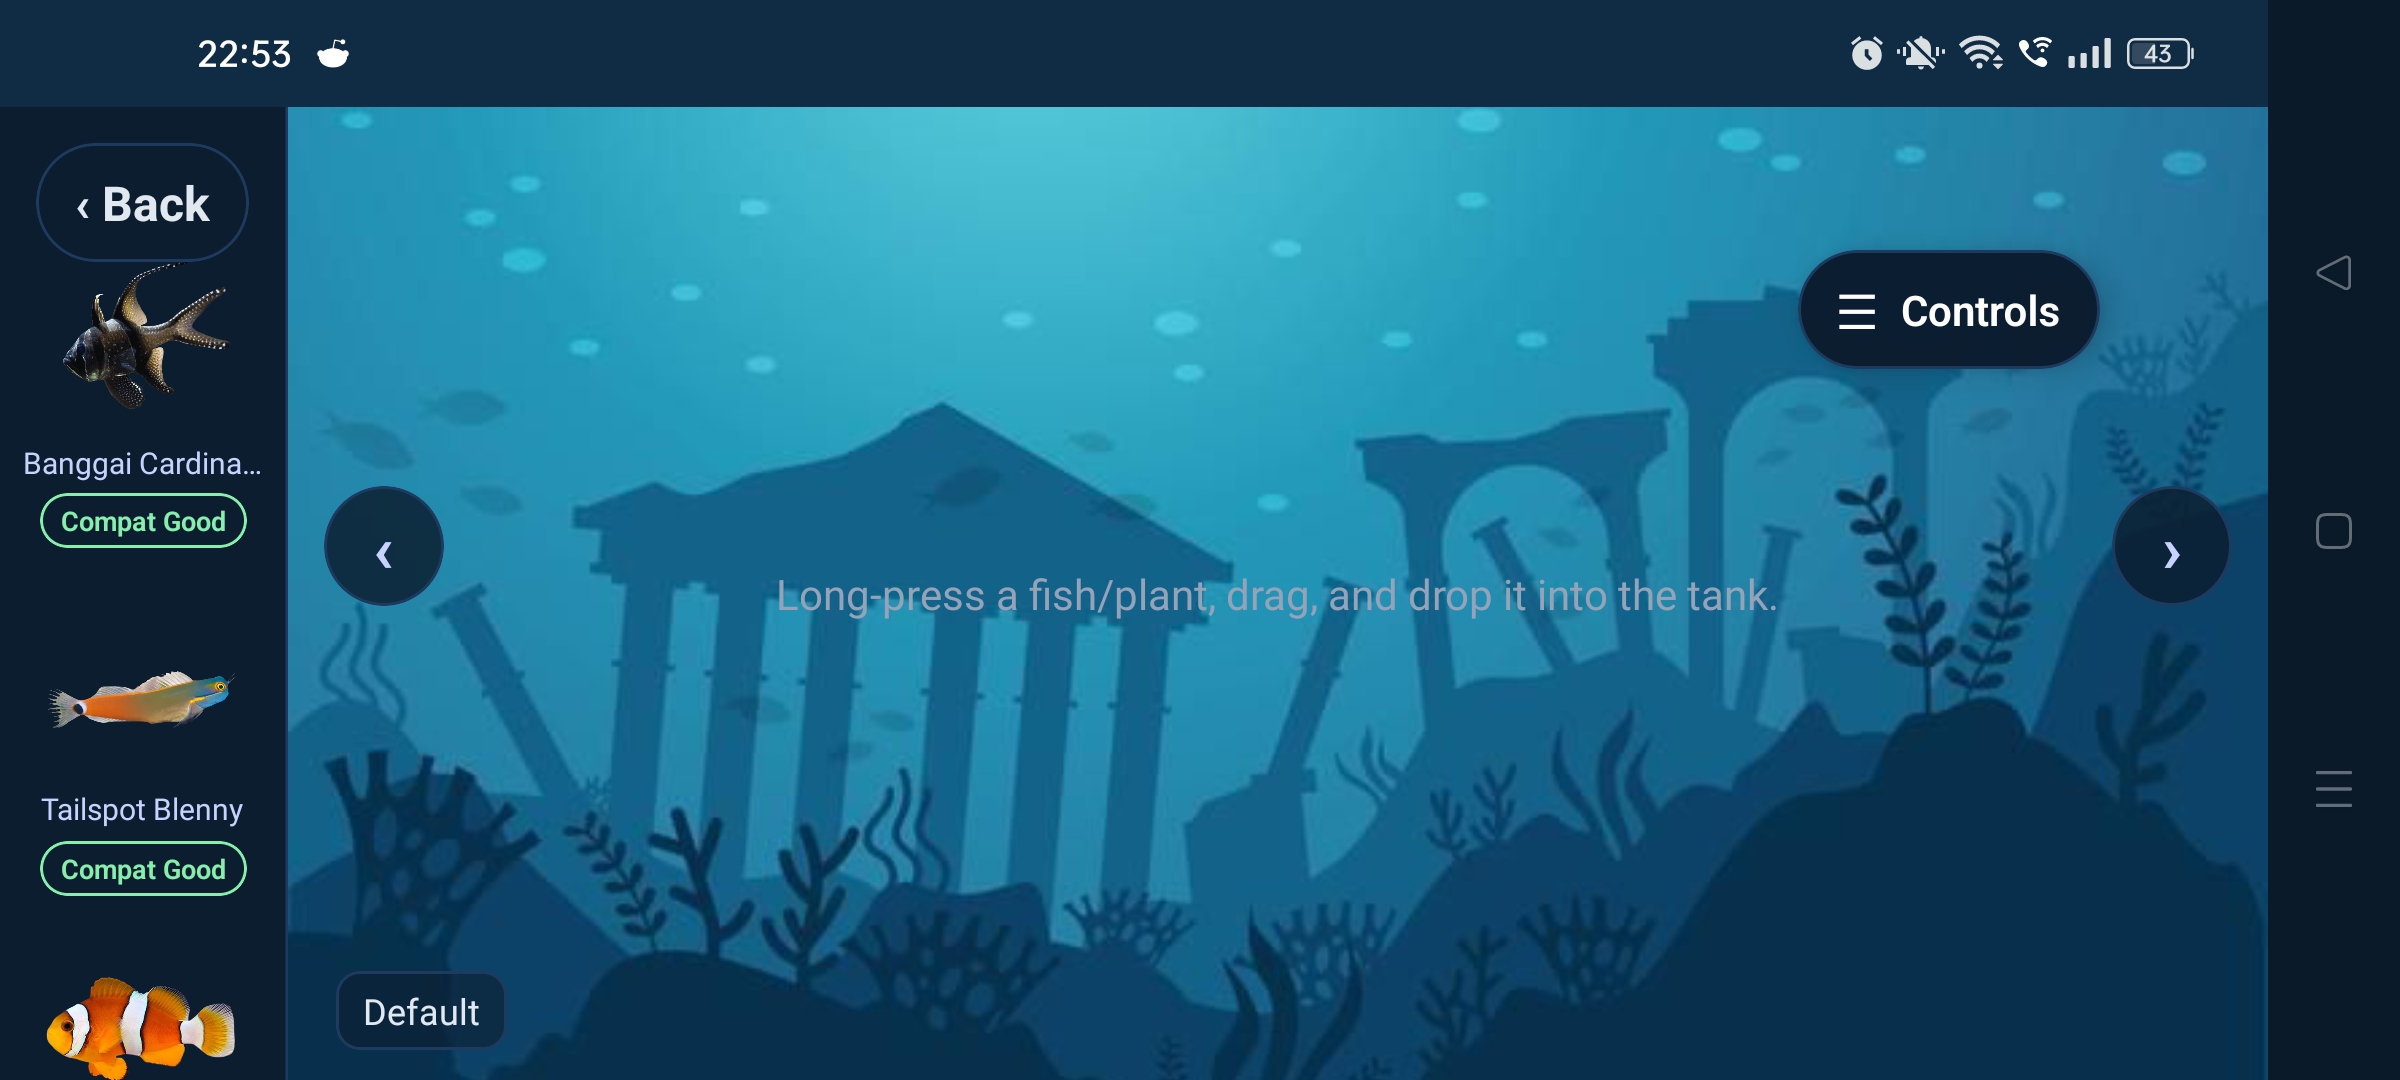 22:53
43
‹ Back
Controls
Banggai Cardina...
Compat Good
‹
›
Long-press a fish/plant, drag, and drop it into the tank.
Tailspot Blenny
Compat Good
Default